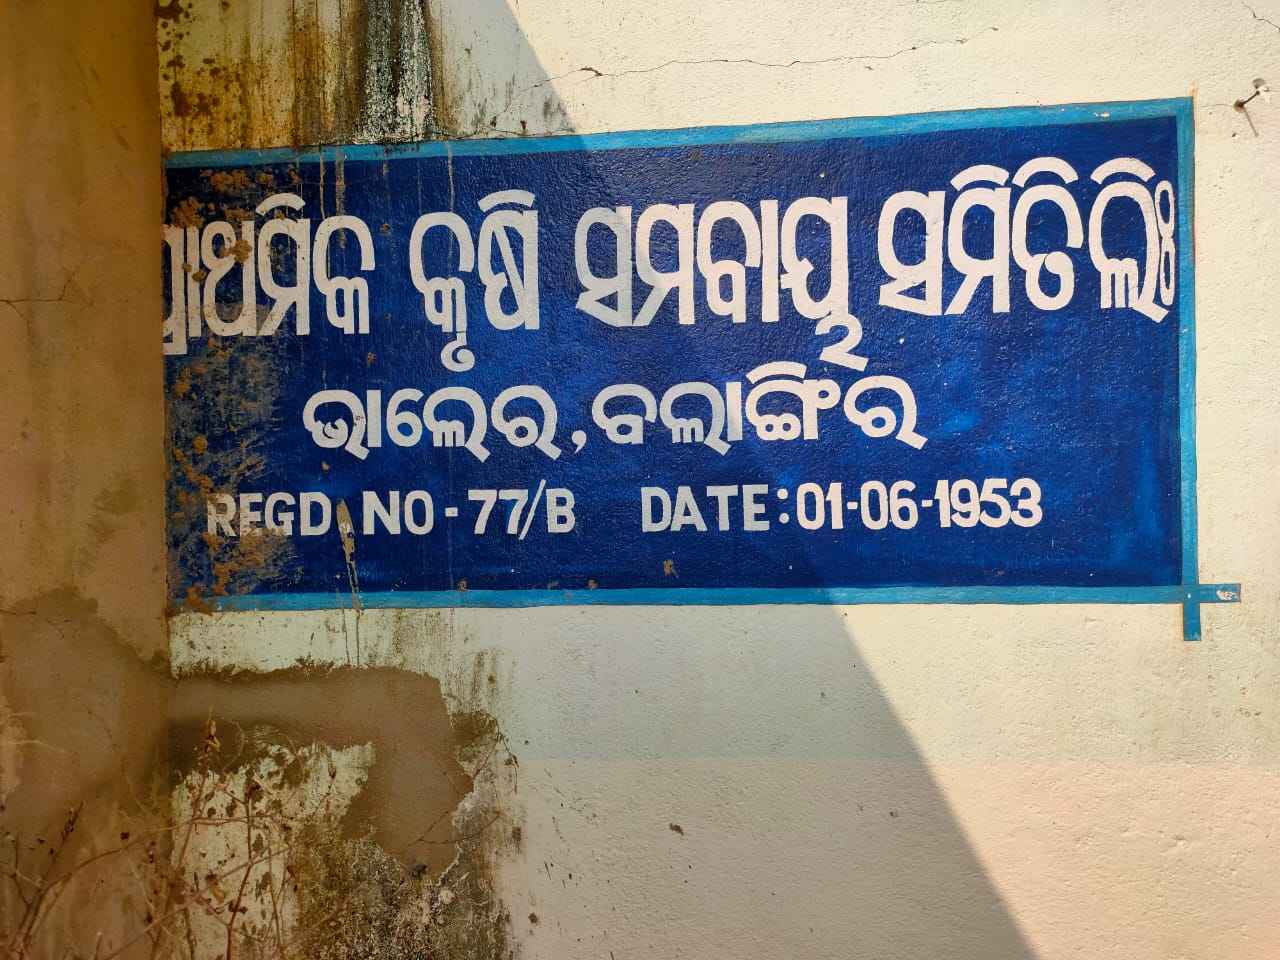 ପ୍ରାଥମିକ କୃଷି ସମବାୟ ସମିତି ଲିଃ
ଭାଲେର, ବଲାଙ୍ଗିର
REGD NO - 77/B DATE : 01-06-1953